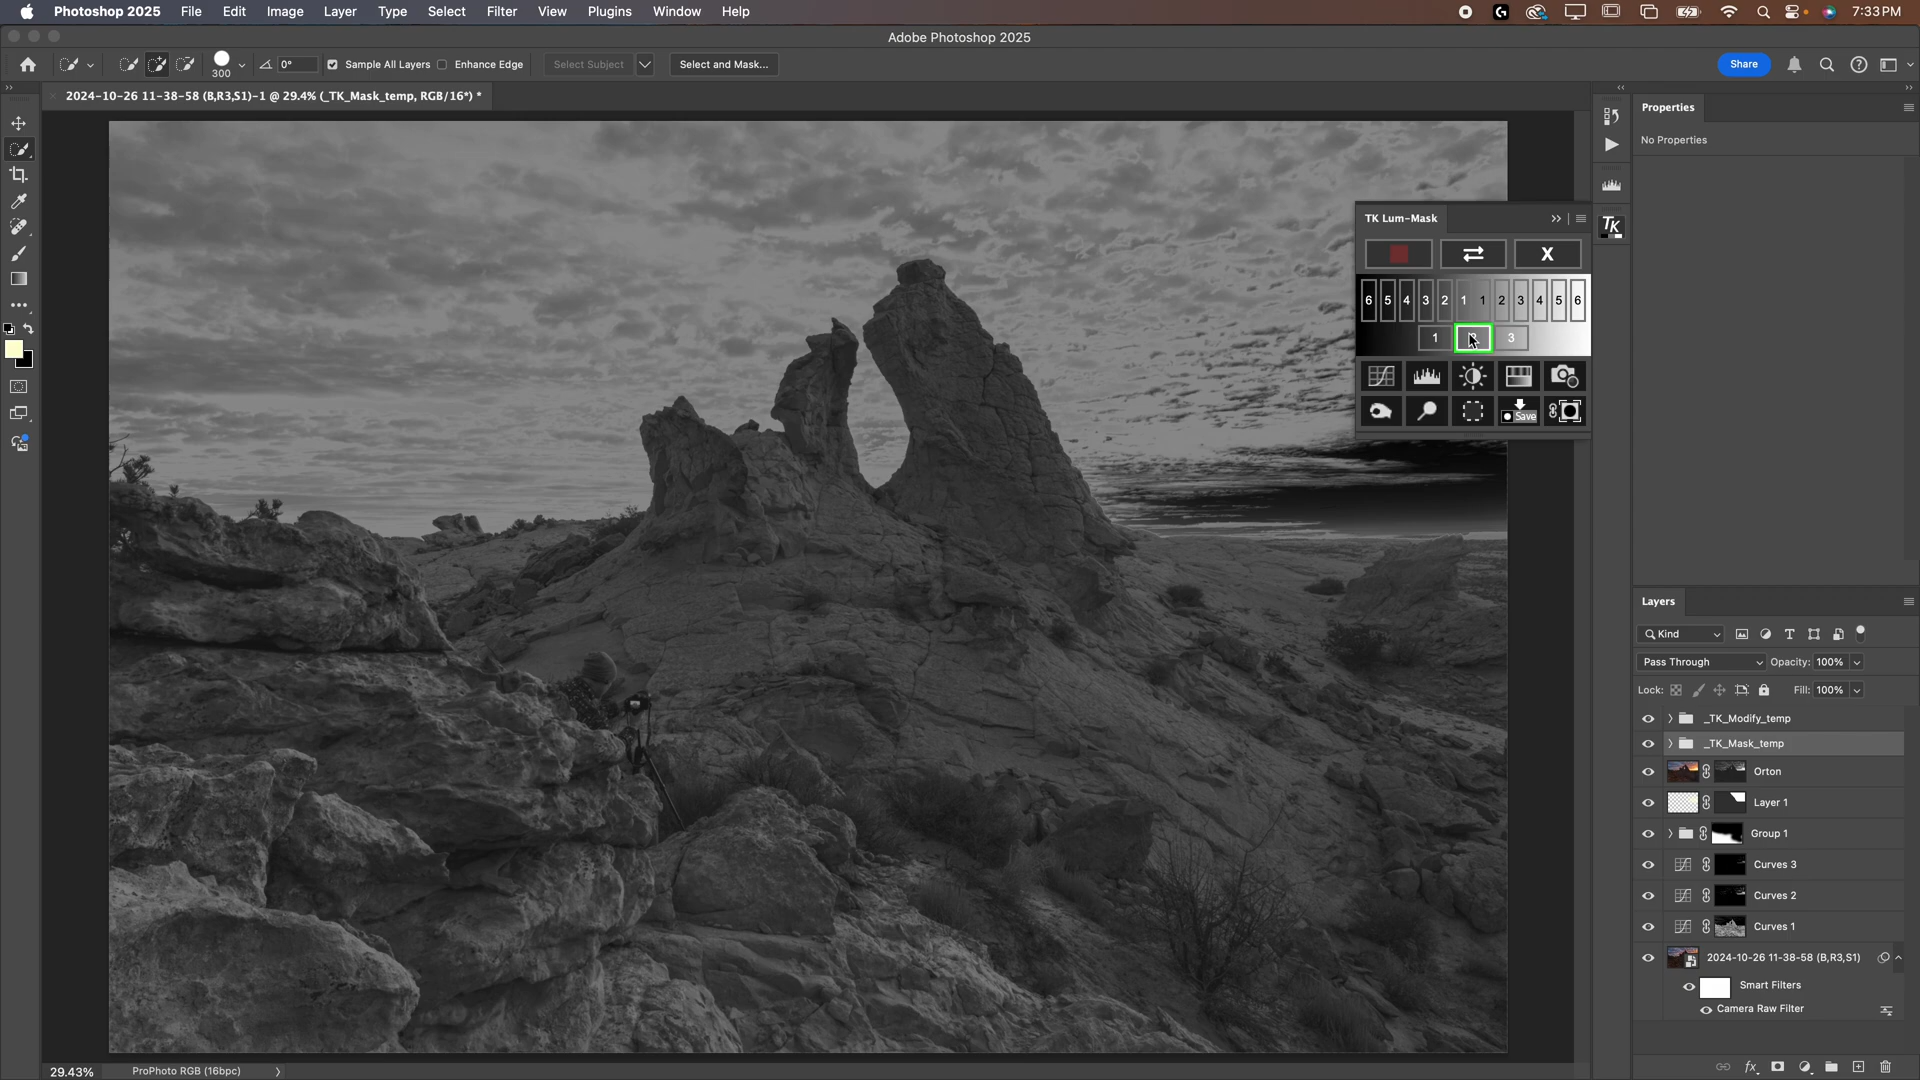 Photoshop 2025 File Edit Image Layer Type Select Filter View Plugins Window Help 7:33 PM
Adobe Photoshop 2025
300 0° Sample All Layers Enhance Edge Select Subject Select and Mask... Share
2024-10-26 11-38-58 (B,R3,S1)-1 @ 29.4% (_TK_Mask_temp, RGB/16*) *
Properties
No Properties
TK Lum-Mask
TK
X
6 5 4 3 2 1 1 2 3 4 5 6
1 3
Save
Layers
Kind
Pass Through Opacity: 100%
Lock: Fill: 100%
_TK_Modify_temp
_TK_Mask_temp
Orton
Layer 1
Group 1
Curves 3
Curves 2
Curves 1
2024-10-26 11-38-58 (B,R3,S1)
Smart Filters
Camera Raw Filter
fx
29.43% ProPhoto RGB (16bpc)